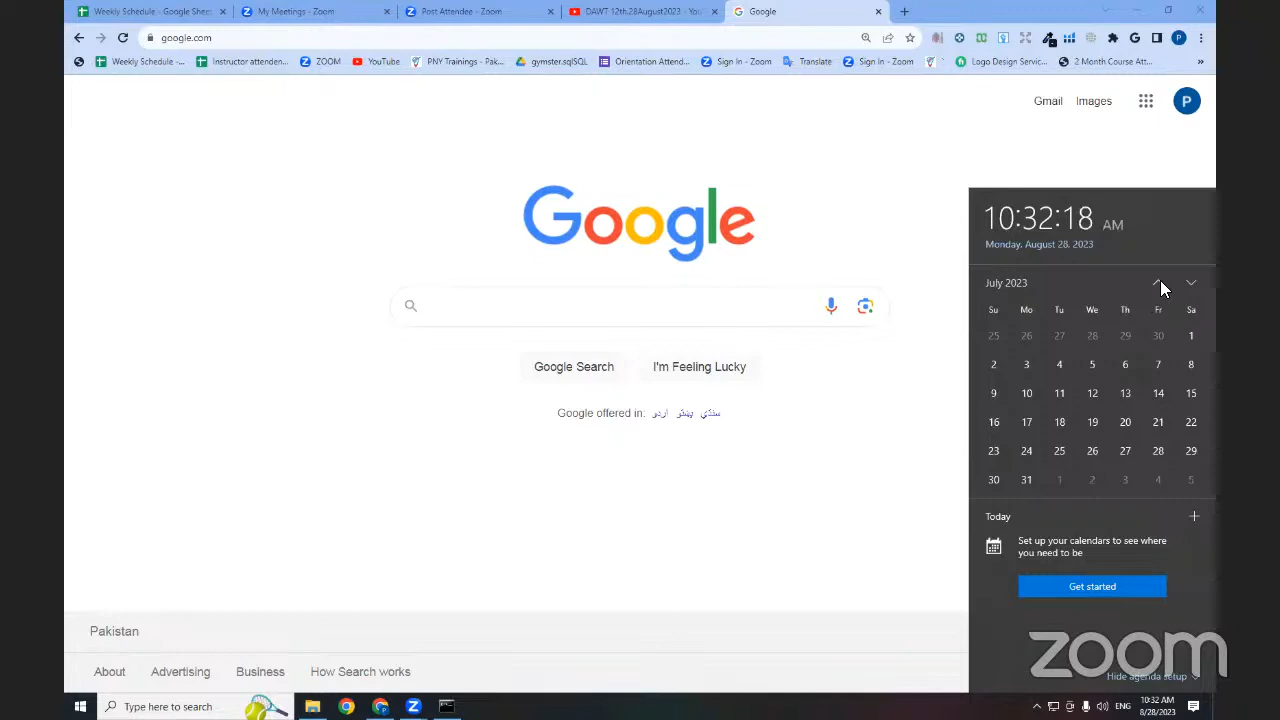 Weekly Schedule - Google Shee
My Meetings - Zoom
Post Attendee - Zoom
DAWT 12th28August2023 - You
Google
google.com
Weekly Schedule -...
Instructor attenden...
ZOOM
YouTube
PNY Trainings - Pak...
gymster.sqlSQL
Orientation Attend...
Sign In - Zoom
Translate
Sign In - Zoom
Logo Design Servic...
2 Month Course Att...
»
Gmail
Images
P
Google
Google Search
I'm Feeling Lucky
Google offered in: اردو پښتو سنڌي
Pakistan
About
Advertising
Business
How Search works
10:32:18 AM
Monday, August 28, 2023
July 2023
Su Mo Tu We Th Fr Sa
25 26 27 28 29 30 1
2 3 4 5 6 7 8
9 10 11 12 13 14 15
16 17 18 19 20 21 22
23 24 25 26 27 28 29
30 31 1 2 3 4 5
Today
Set up your calendars to see where
you need to be
Get started
Hide agenda setup
zoom
Type here to search
ENG
10:32 AM
8/28/2023